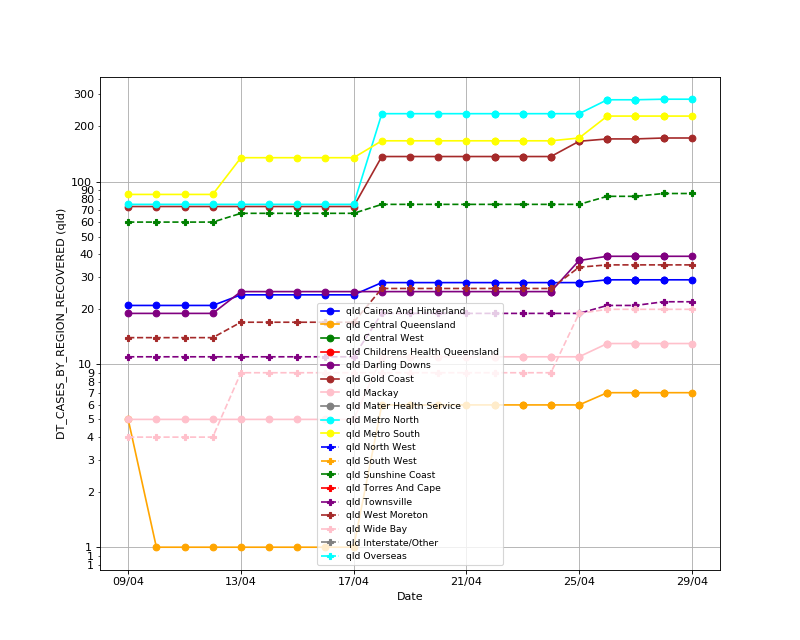 300
200
100
90
80
70
60
50
40
30
20
10
9
8
7
6
5
4
3
2
1
1
1
DT_CASES_BY_REGION_RECOVERED (qld)
qld Cairns And Hinterland
qld Central Queensland
qld Central West
qld Childrens Health Queensland
qld Darling Downs
qld Gold Coast
qld Mackay
qld Mater Health Service
qld Metro North
qld Metro South
qld North West
qld South West
qld Sunshine Coast
qld Torres And Cape
qld Townsville
qld West Moreton
qld Wide Bay
qld Interstate/Other
qld Overseas
09/04 13/04 17/04 21/04 25/04 29/04
Date